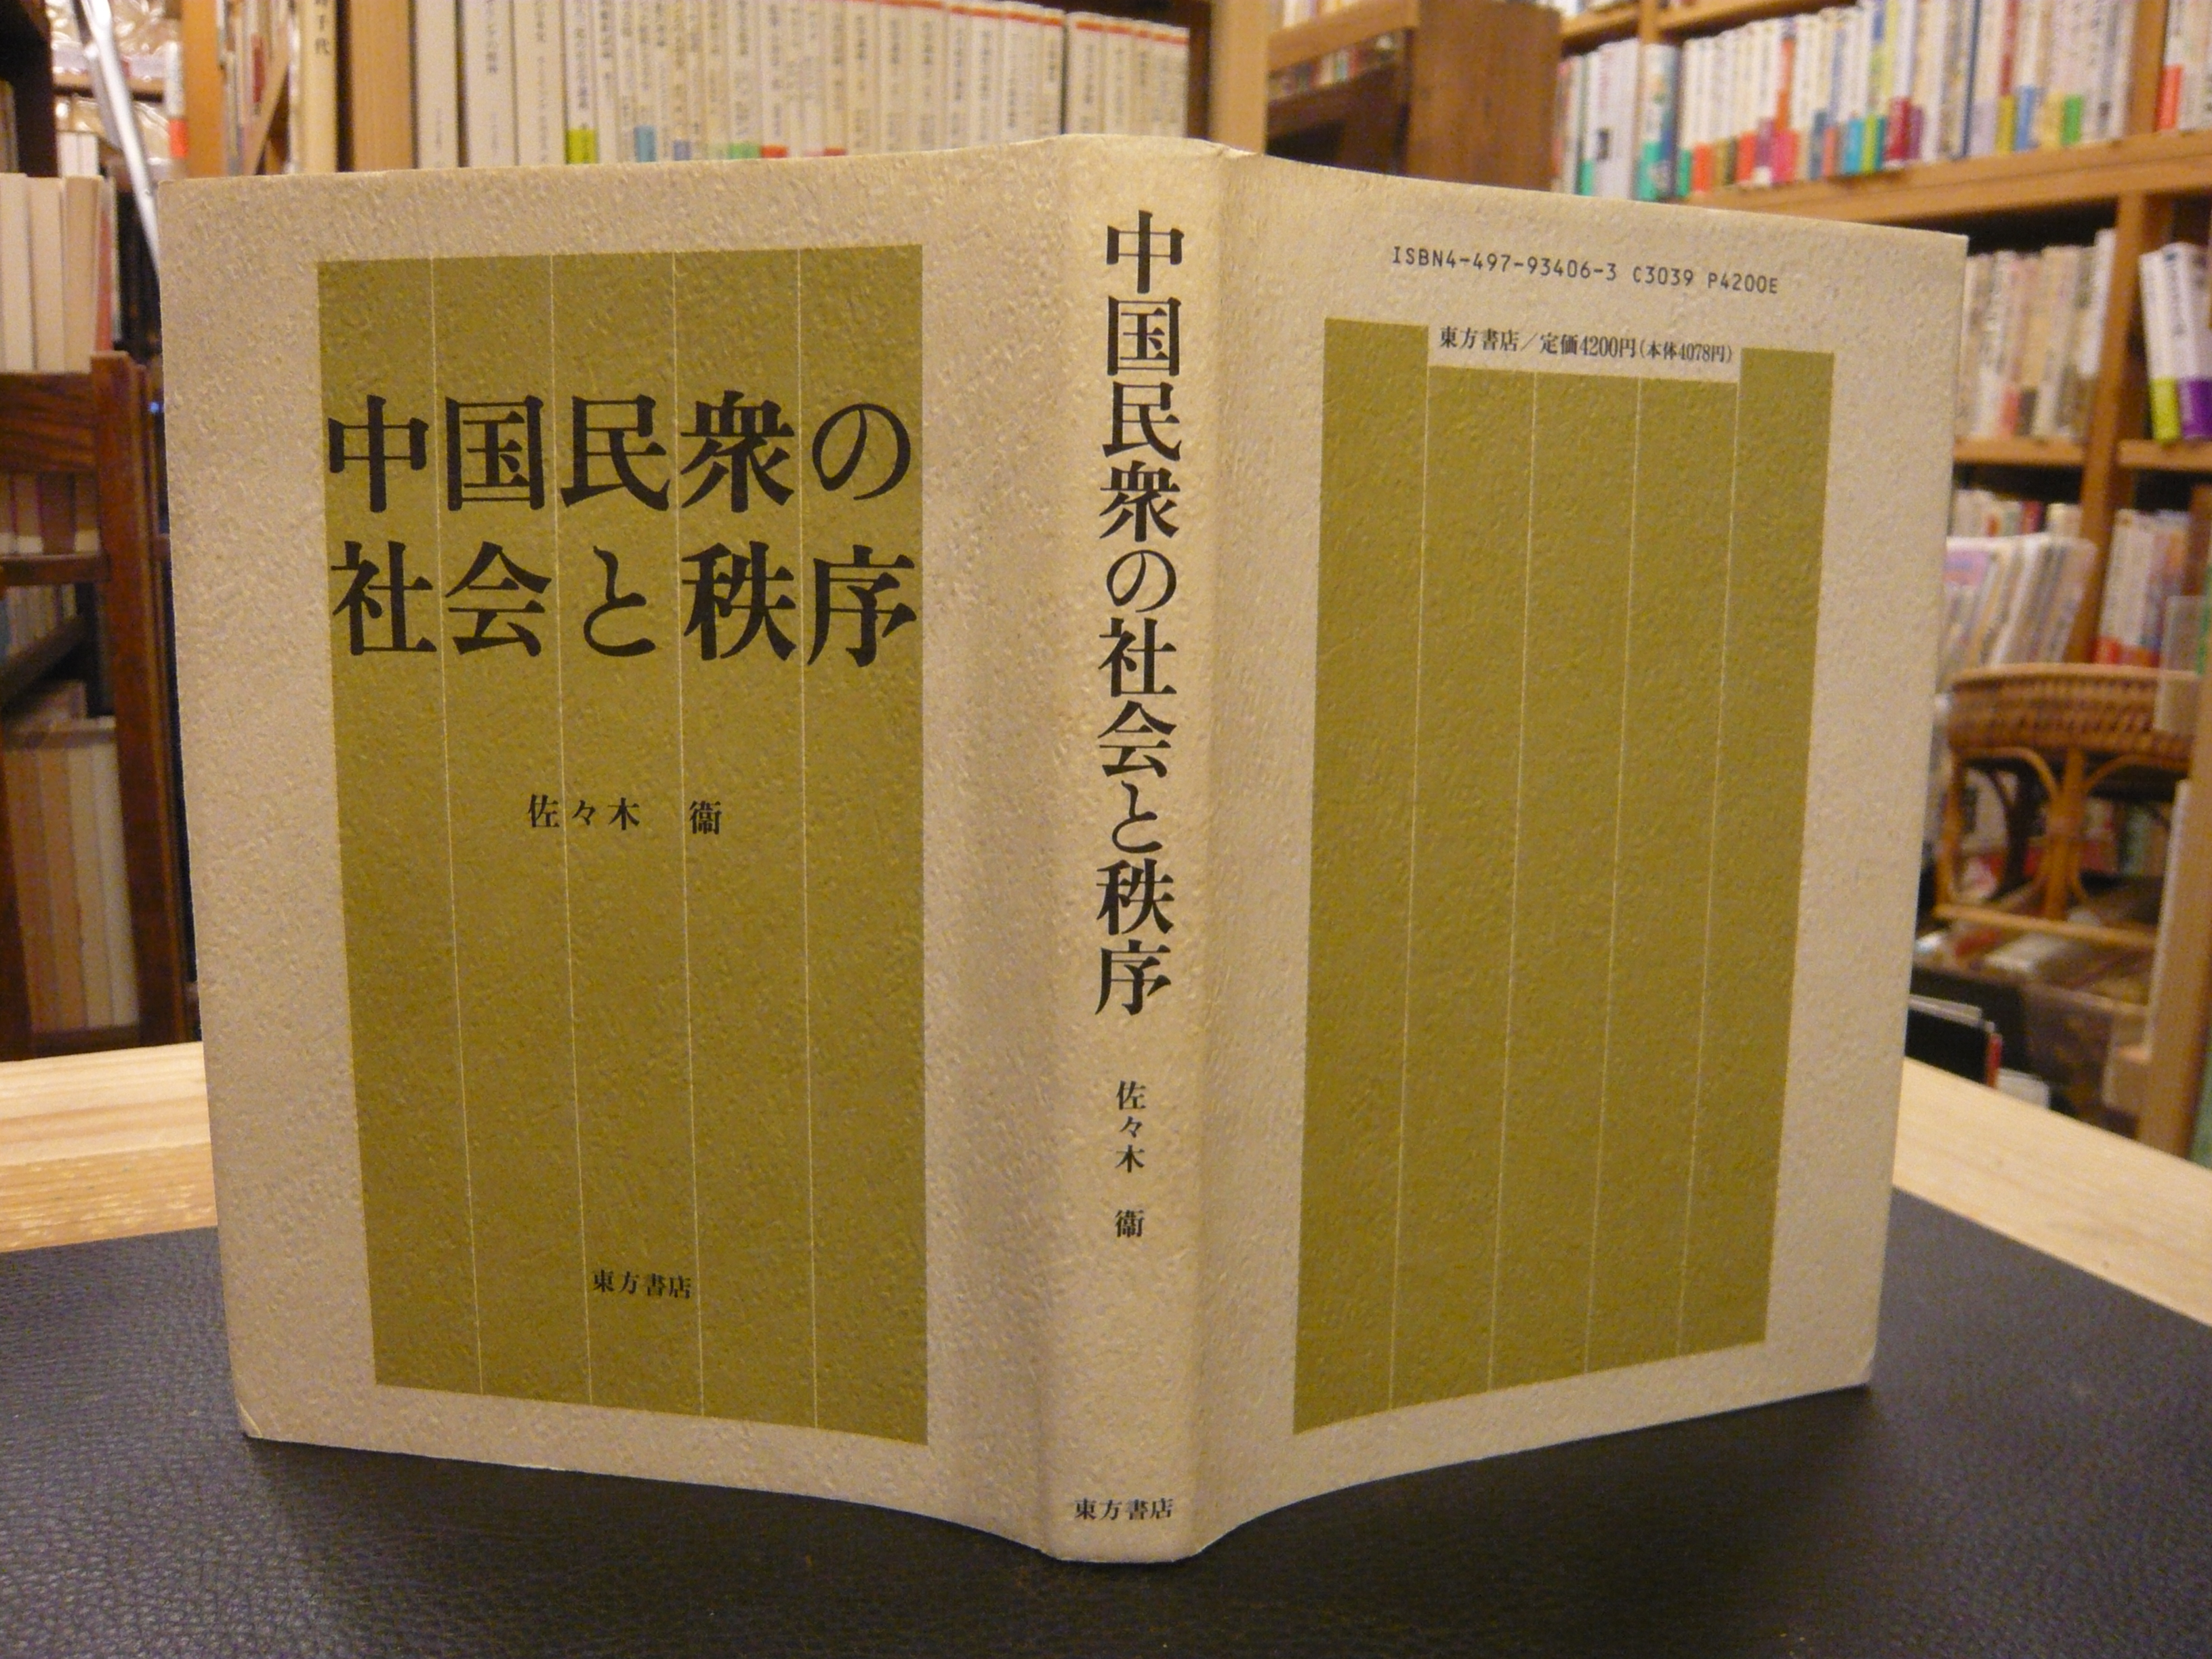 中国民衆の
社会と秩序
佐々木 衞
東方書店
中国民衆の社会と秩序
佐々木 衞
東方書店
ISBN4-497-93406-3 C3039 P4200E
東方書店／定価4200円(本体4078円)